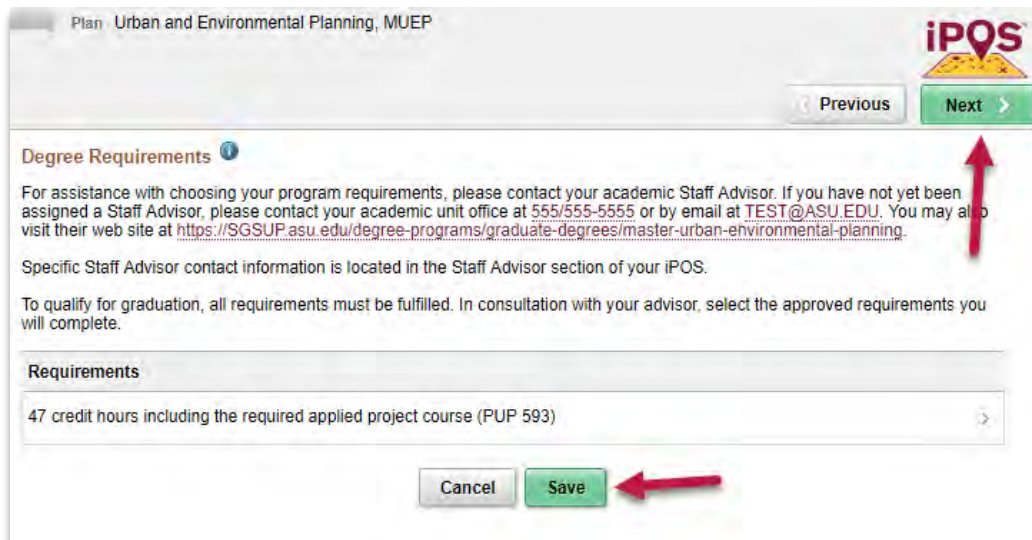 Plan Urban and Environmental Planning, MUEP
iPOS
Previous
Next
Degree Requirements
For assistance with choosing your program requirements, please contact your academic Staff Advisor. If you have not yet been
assigned a Staff Advisor, please contact your academic unit office at 555/555-5555 or by email at TEST@ASU.EDU. You may also
visit their web site at https://SGSUP.asu.edu/degree-programs/graduate-degrees/master-urban-environmental-planning.
Specific Staff Advisor contact information is located in the Staff Advisor section of your iPOS.
To qualify for graduation, all requirements must be fulfilled. In consultation with your advisor, select the approved requirements you
will complete.
Requirements
47 credit hours including the required applied project course (PUP 593)
Cancel
Save